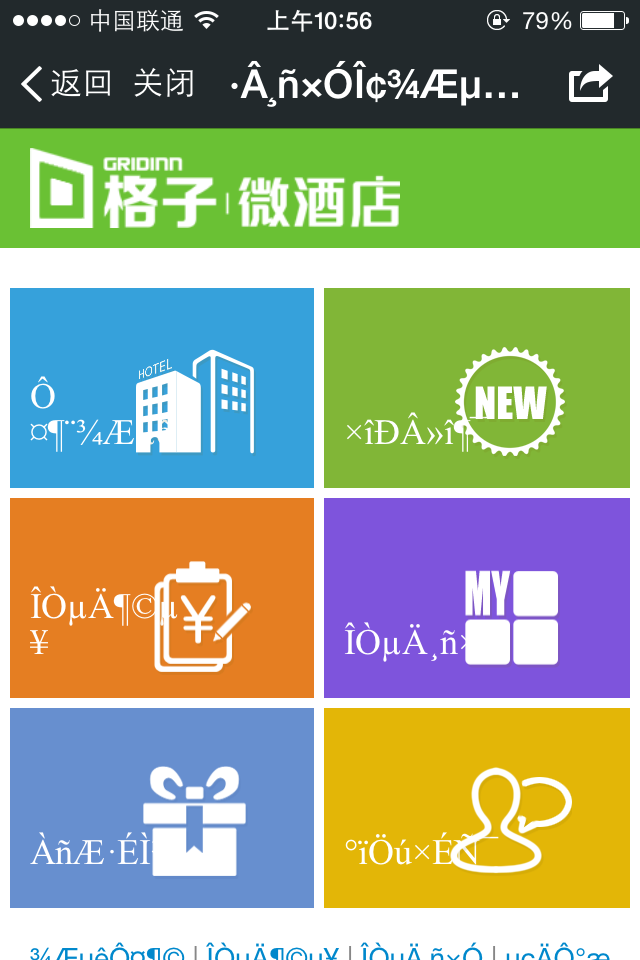 中国联通 上午10:56 79%
返回 关闭 ·Â¸ñ×ÓÎ¢¾Æµ…
GRIDINN
格子 | 微酒店
HOTEL
Ô
¤¶¨¾Æ
NEW
×îÐÂ»î¶¯
ÎÒµÄ¶©µ
¥
¥
MY
ÎÒµÄ¸ñ×
ÀñÆ·ÉÌ
°ïÖú×ÉÑ¯
¾ÆµêÔ¤¶© | ÎÒµÄ¶©µ¥ | ÎÒµÄ¸ñ×Ó | µçÄÔ°æ